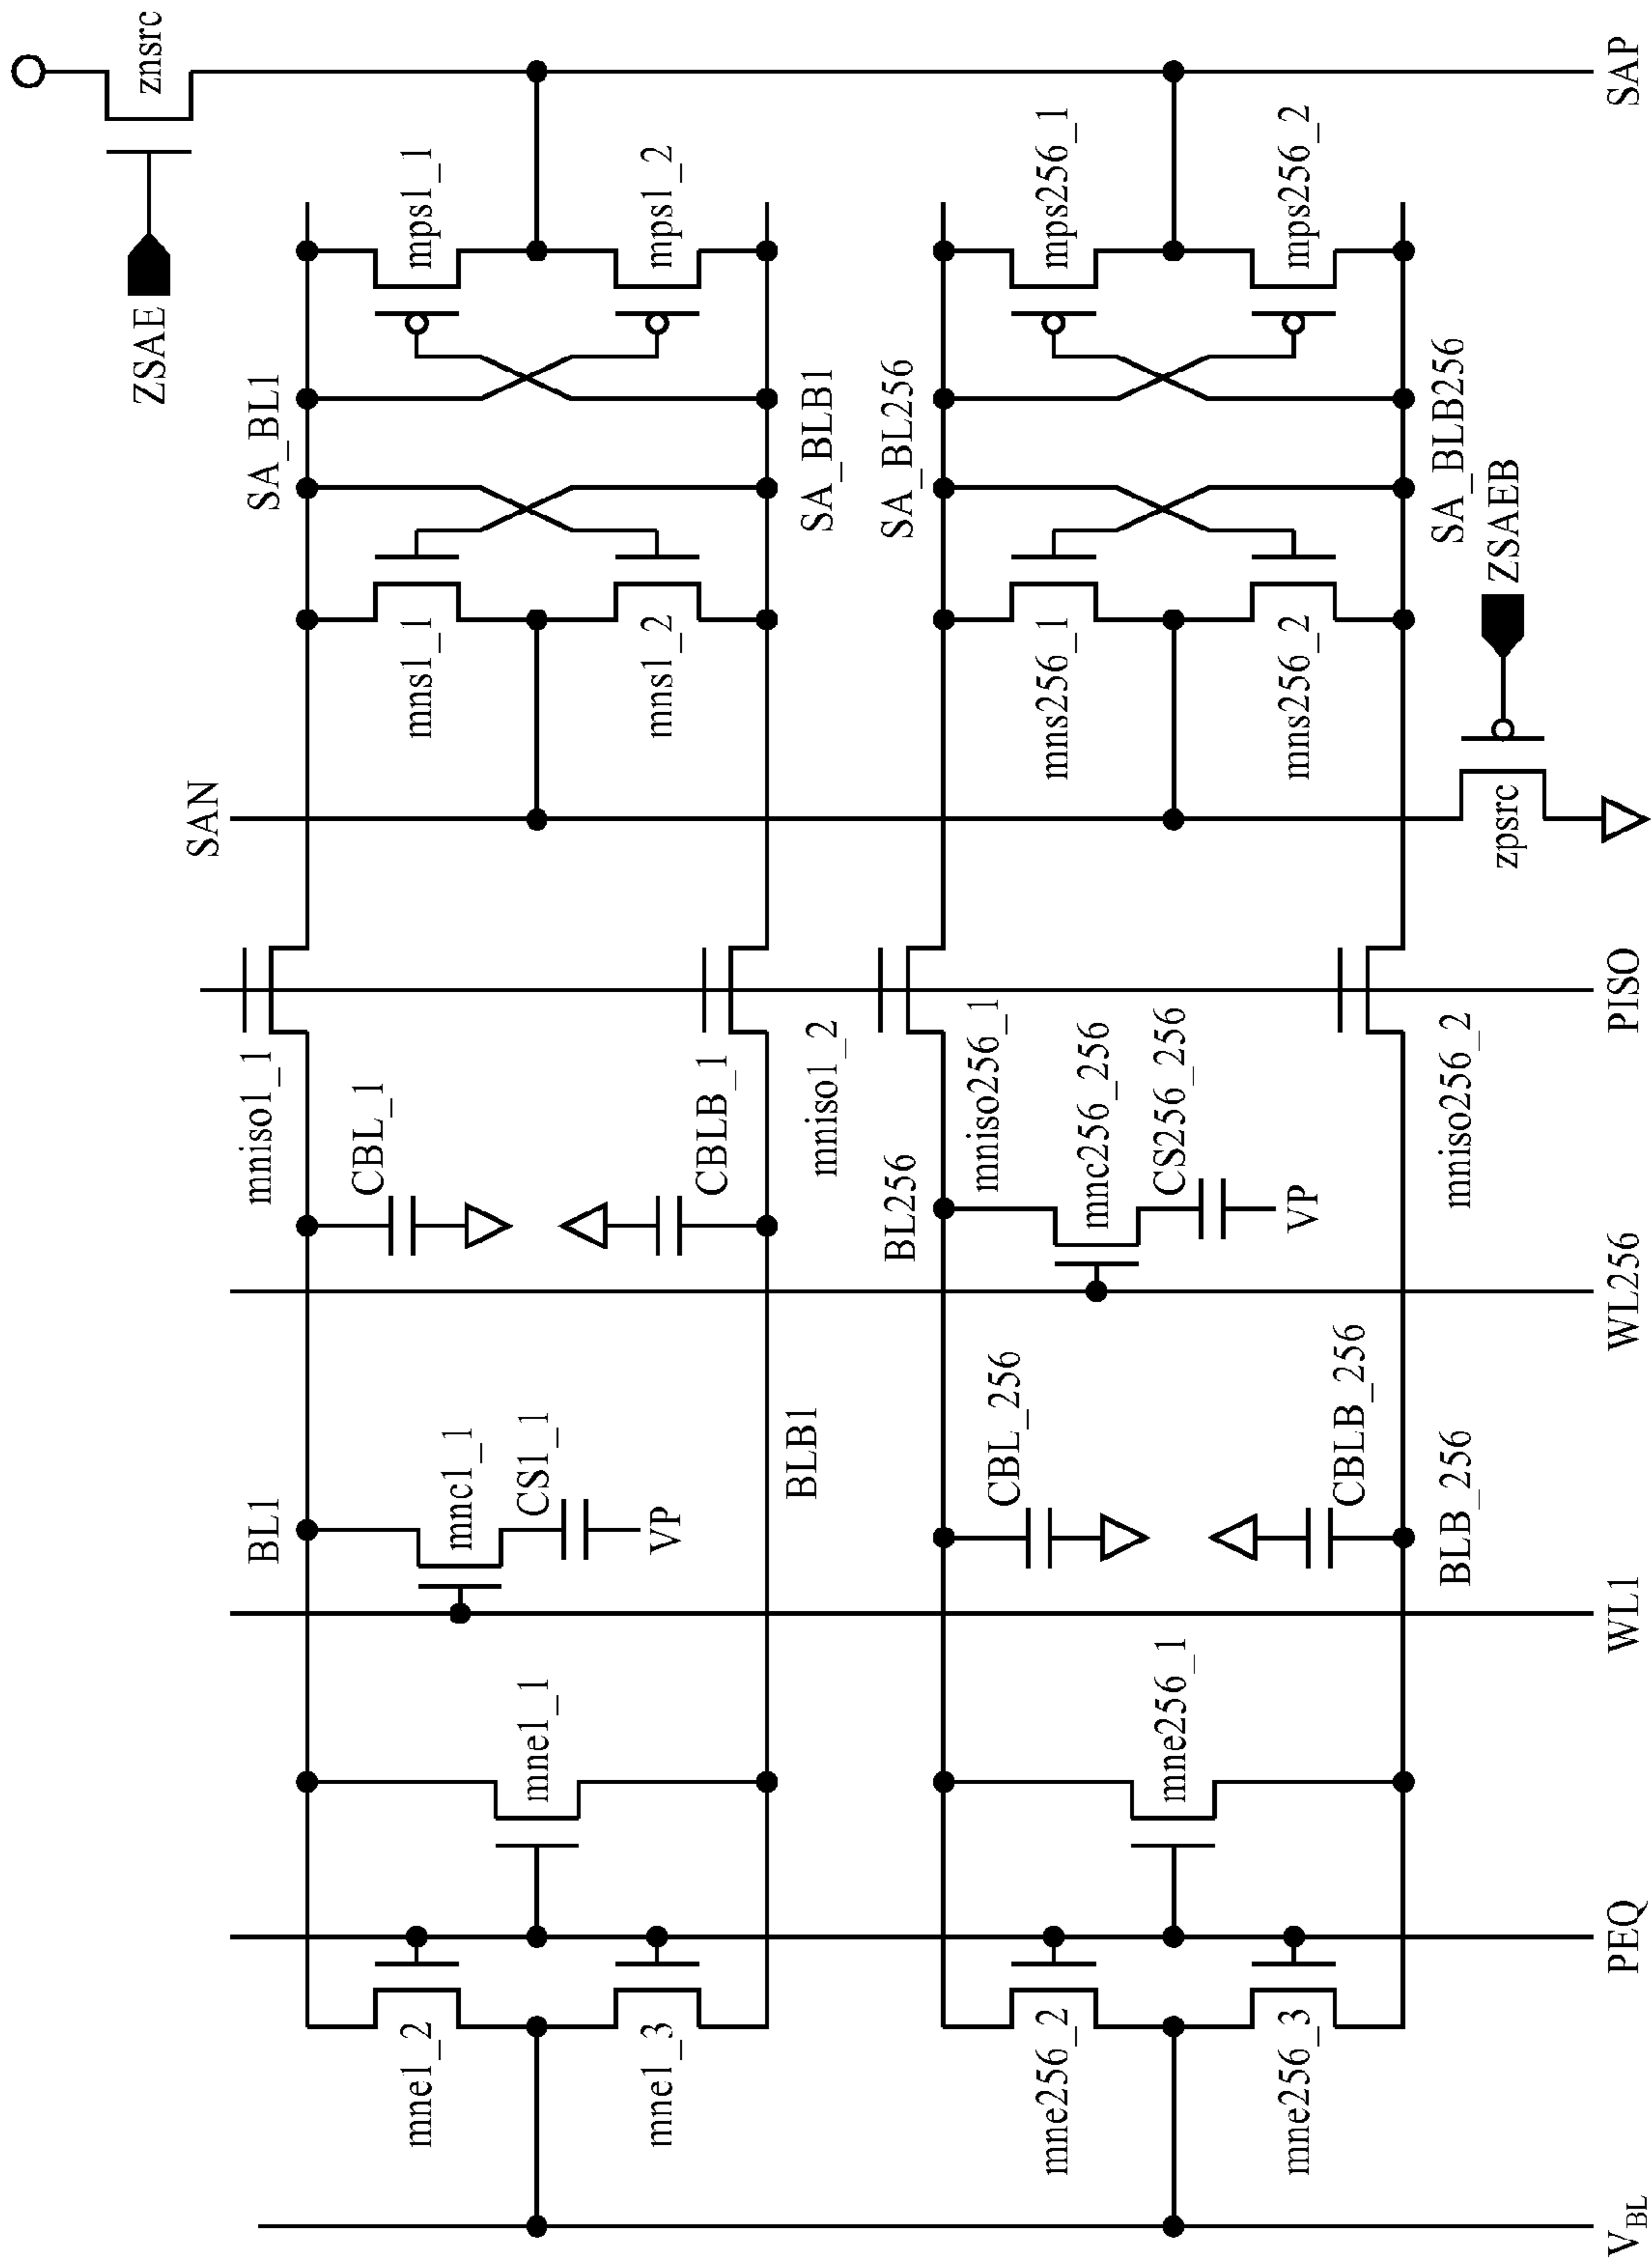 znsrc
ZSAE
SA_BL1
mps1_1
mps1_2
SA_BLB1
SA_BL256
mps256_1
mps256_2
SA_BLB256
SAP
mns1_1
mns1_2
mns256_1
mns256_2
ZSAEB
SAN
zpsrc
mniso1_1
CBL_1
CBLB_1
mniso1_2
BL256
mniso256_1
mnc256_256
CS256_256
VP
mniso256_2
PISO
WL256
BL1
mnc1_1
CS1_1
VP
BLB1
CBL_256
CBLB_256
BLB_256
WL1
mne1_1
mne256_1
PEQ
mne1_2
mne1_3
mne256_2
mne256_3
VBL